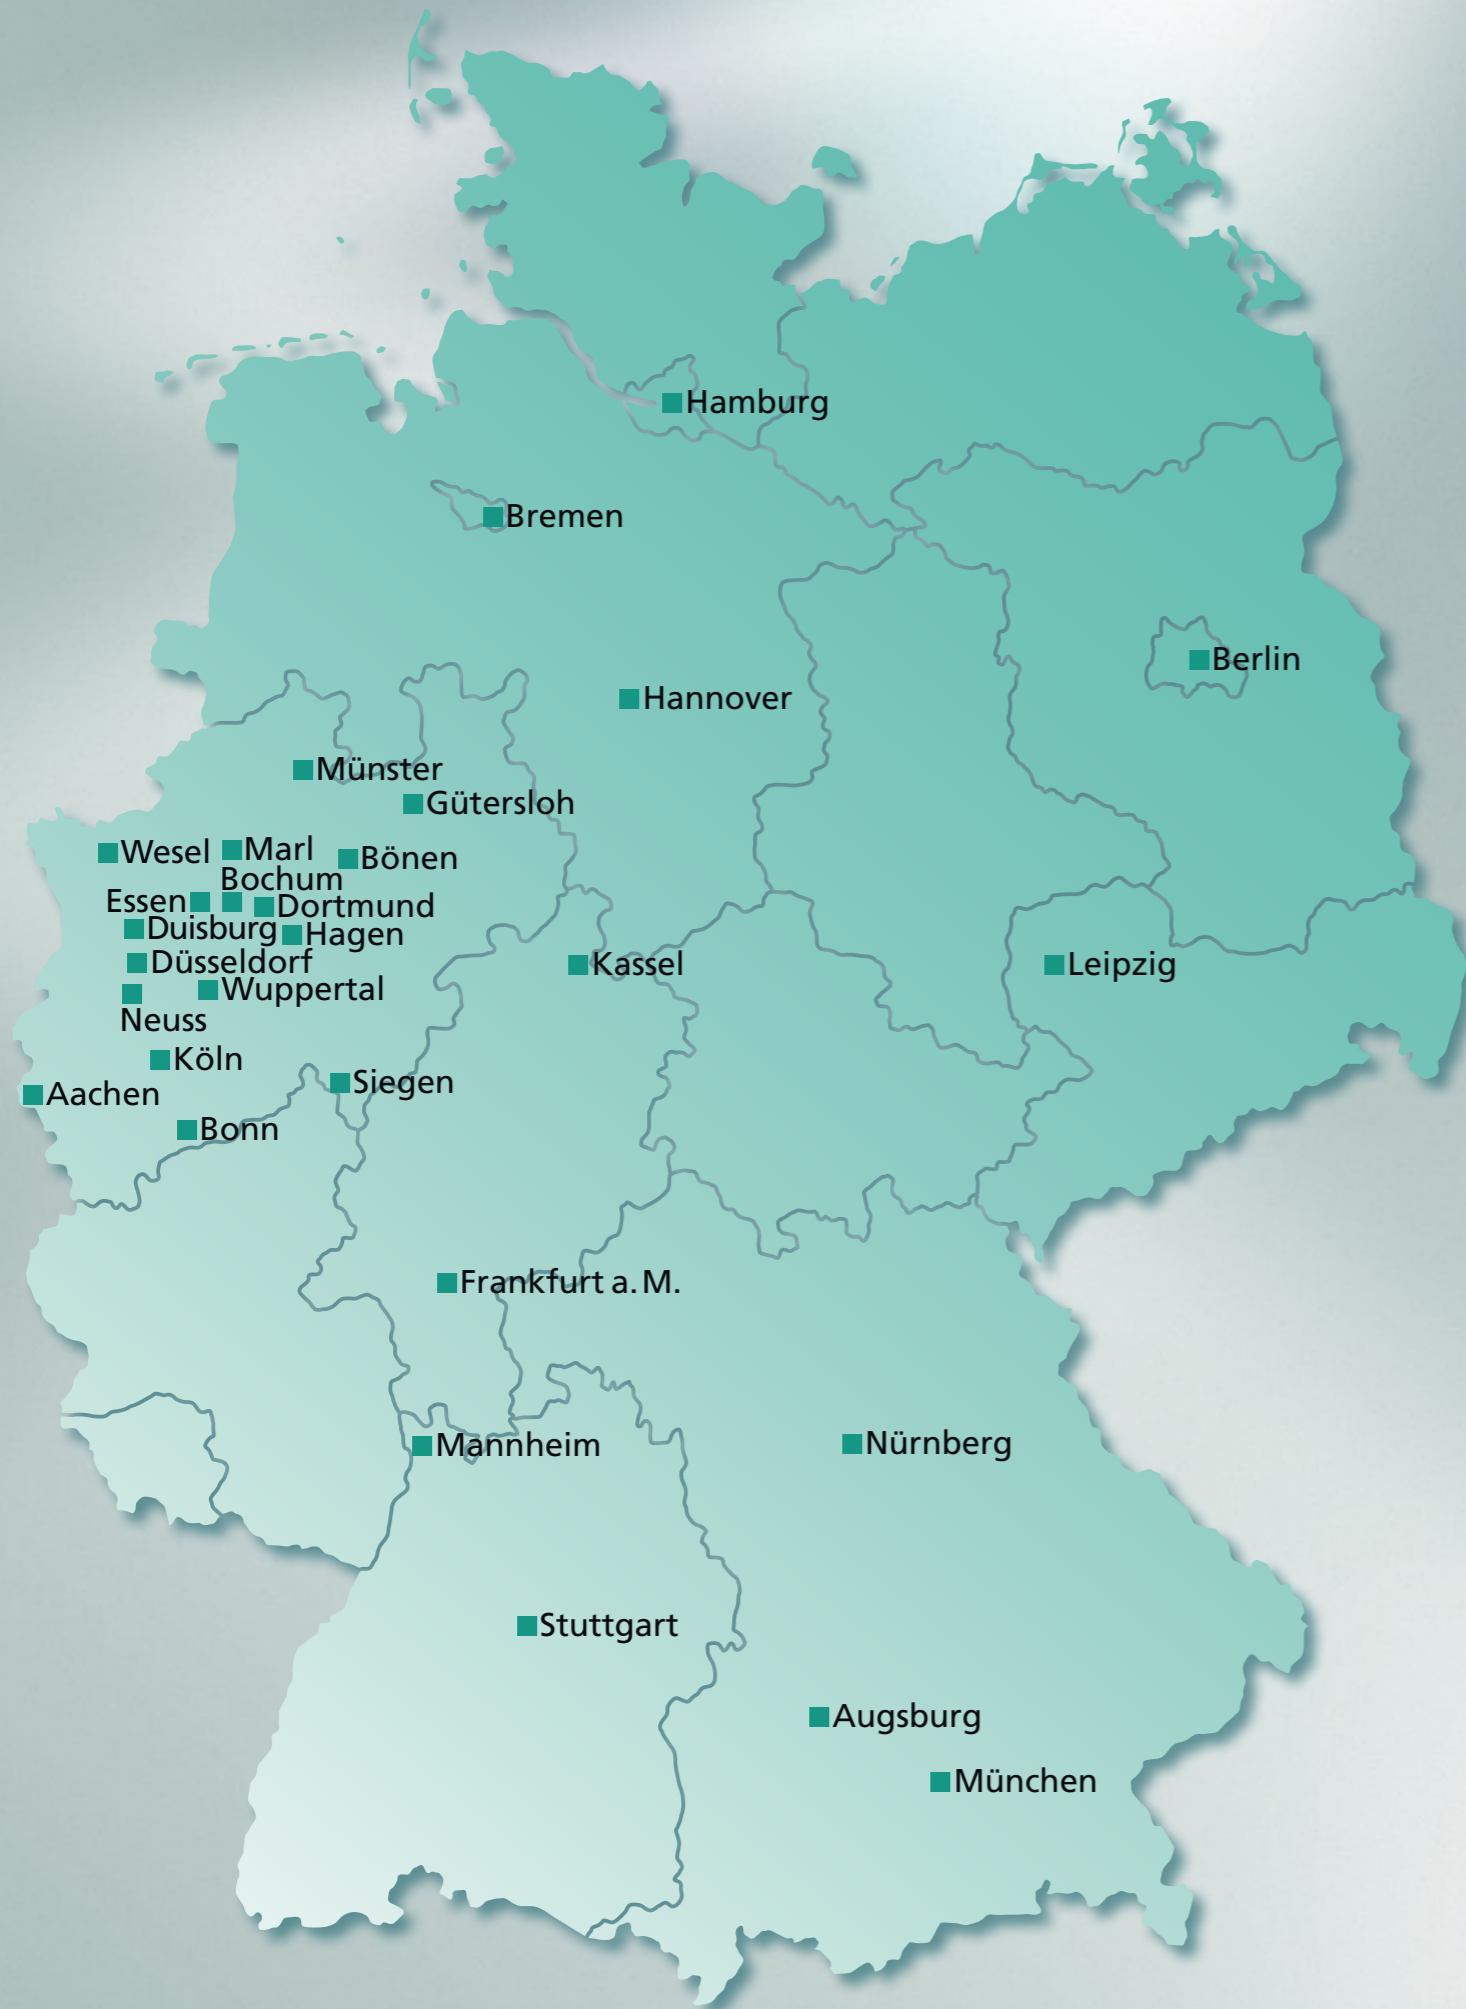 Hamburg
Bremen
Berlin
Hannover
Münster
Gütersloh
Wesel
Marl
Bönen
Bochum
Essen
Dortmund
Duisburg
Hagen
Düsseldorf
Kassel
Leipzig
Wuppertal
Neuss
Köln
Siegen
Aachen
Bonn
Frankfurt a. M.
Mannheim
Nürnberg
Stuttgart
Augsburg
München